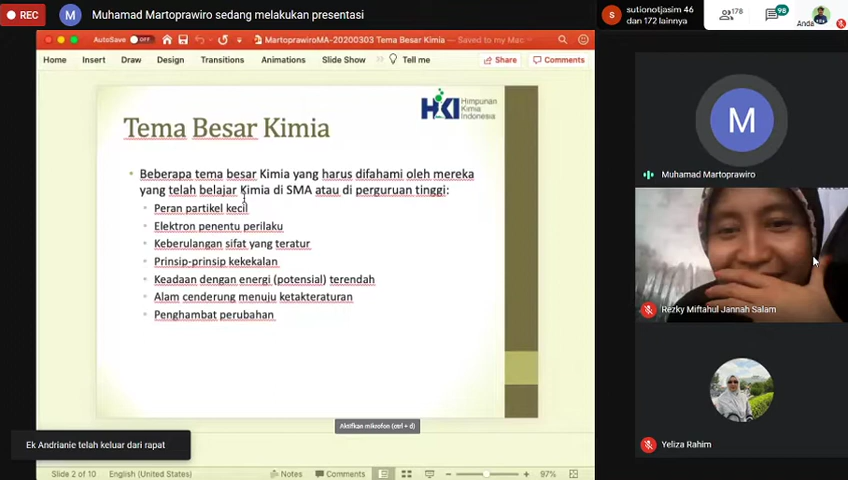 REC
Muhamad Martoprawiro sedang melakukan presentasi
sutionotjasim 46
dan 172 lainnya
178
98
Anda
AutoSave OFF
MartoprawiroMA-20200303 Tema Besar Kimia — Saved to my Mac
Home Insert Draw Design Transitions Animations Slide Show Tell me Share Comments
HKI Himpunan
Kimia
Indonesia
Tema Besar Kimia
Beberapa tema besar Kimia yang harus difahami oleh mereka
yang telah belajar Kimia di SMA atau di perguruan tinggi:
Peran partikel kecil
Elektron penentu perilaku
Keberulangan sifat yang teratur
Prinsip-prinsip kekekalan
Keadaan dengan energi (potensial) terendah
Alam cenderung menuju ketakteraturan
Penghambat perubahan
Aktifkan mikrofon (ctrl + d)
Ek Andrianie telah keluar dari rapat
Slide 2 of 10 English (United States) Notes Comments 97%
M
Muhamad Martoprawiro
Rezky Miftahul Jannah Salam
Yeliza Rahim